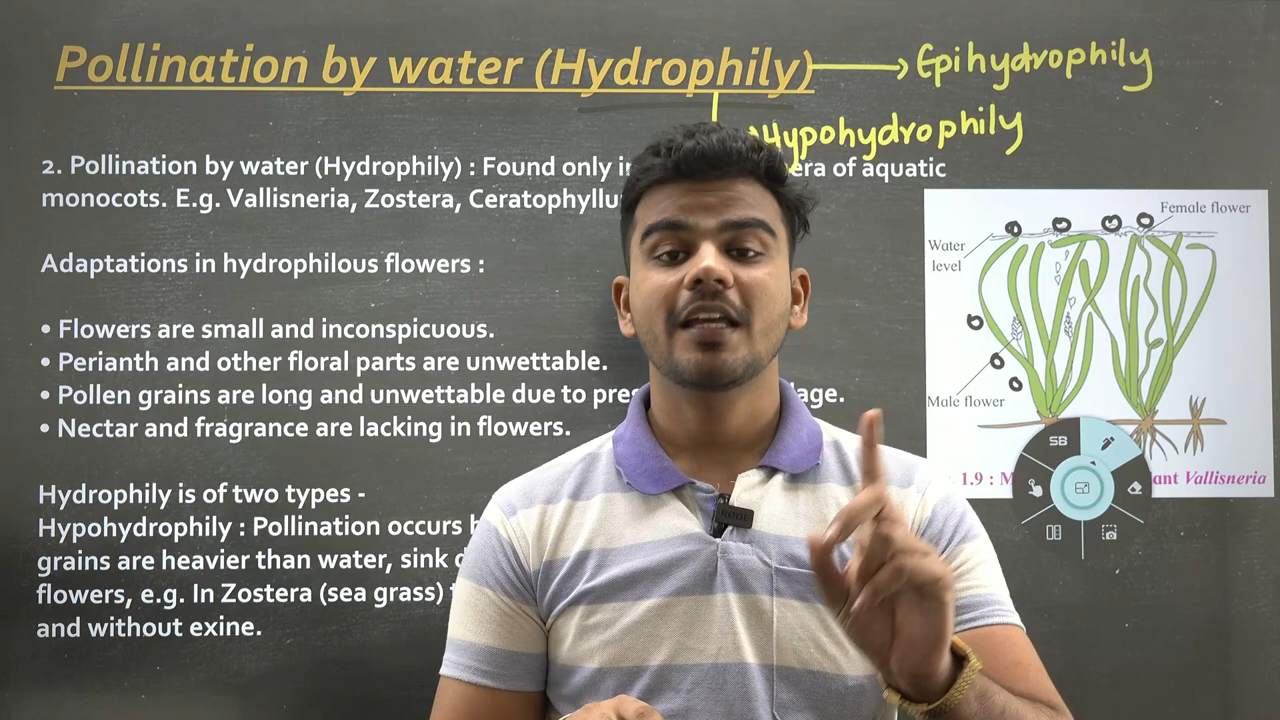 Pollination by water (Hydrophily)
Epihydrophily
Hypohydrophily
2. Pollination by water (Hydrophily) : Found only era of aquatic
monocots. E.g. Vallisneria, Zostera,
Adaptations in hydrophilous flowers :
• Flowers are small and inconspicuous.
• Perianth and other floral parts are unwettable.
• Pollen grains are long and unwettable due to age.
• Nectar and fragrance are lacking in flowers.
Hydrophily is of two types -
Hypohydrophily : Pollination occurs
grains are heavier than water, sink
flowers, e.g. In Zostera (sea grass)
and without exine.
Female flower
Water
level
Male flower
1.9 : M ant Vallisneria
SB
RODE